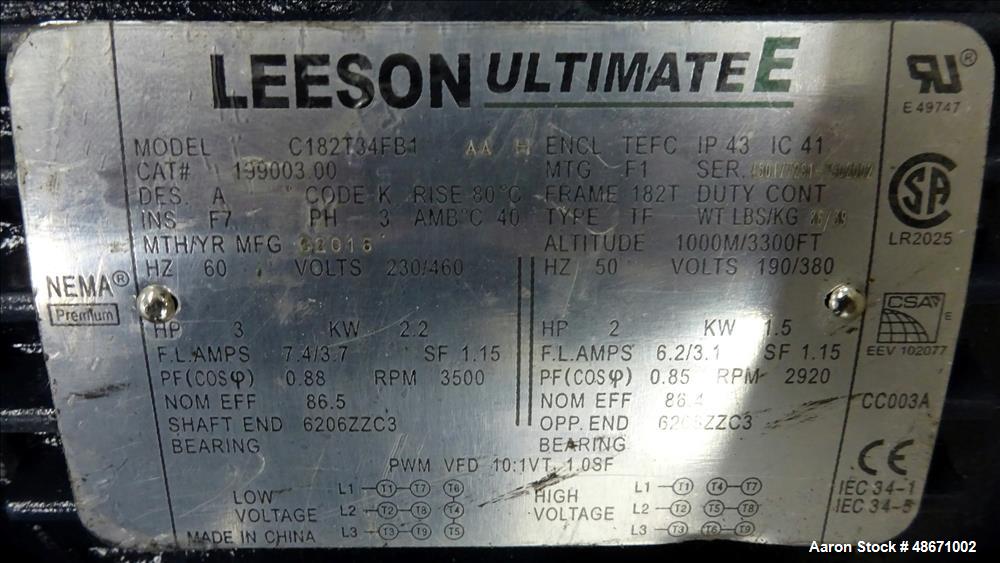 LEESON ULTIMATE E
RU ®
E 49747
MODEL C182T34FB1 AA H ENCL TEFC IP 43 IC 41
CAT# 199003.00 MTG F1 SER.
DES. A CODE K RISE 80°C FRAME 182T DUTY CONT
INS F7 PH 3 AMB°C 40 TYPE TF WT LBS/KG
MTH/YR MFG ALTITUDE 1000M/3300FT
HZ 60 VOLTS 230/460 HZ 50 VOLTS 190/380
SA
LR2025
NEMA®
Premium
HP 3 KW 2.2 HP 2 KW 1.5
F.L.AMPS 7.4/3.7 SF 1.15 F.L.AMPS 6.2/3.1 SF 1.15
PF(COSφ) 0.88 RPM 3500 PF(COSφ) 0.85 RPM 2920
NOM EFF 86.5 NOM EFF 86.4
SHAFT END 6206ZZC3 OPP. END
BEARING BEARING
CSA E
EEV 102077
CC003A
CE
IEC 34-1
IEC 34-5
PWM VFD 10:1VT, 1.0SF
LOW VOLTAGE
L1 T1 T7 T6
L2 T2 T8 T4
L3 T3 T9 T5
HIGH VOLTAGE
L1 T1 T4 T7
L2 T2 T5 T8
L3 T3 T6 T9
MADE IN CHINA
Aaron Stock # 48671002